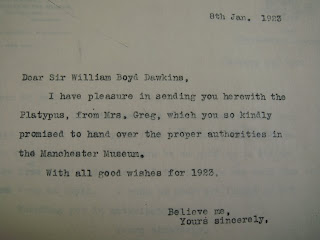 8th Jan. 1923
Dear Sir William Boyd Dawkins,
I have pleasure in sending you herewith the
Platypus, from Mrs. Greg, which you so kindly
promised to hand over the proper authorities in
the Manchester Museum.
With all good wishes for 1923.
Believe me,
Yours sincerely,